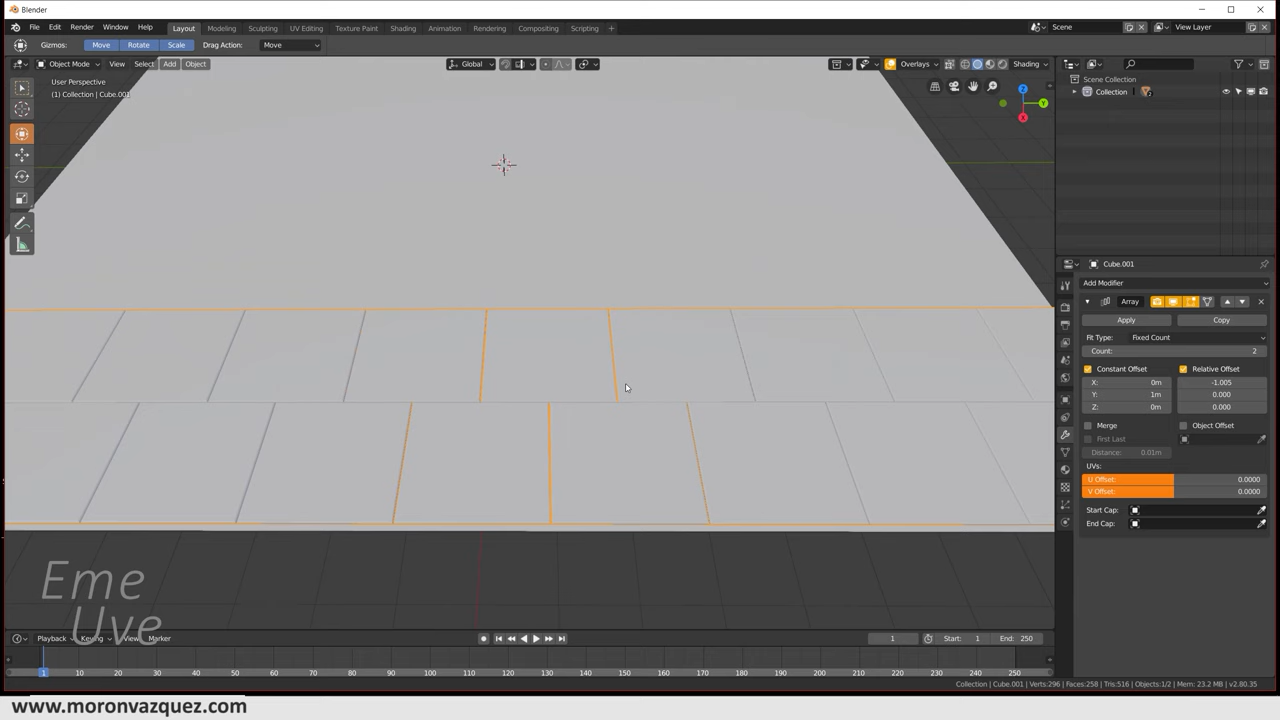 Blender
File Edit Render Window Help Layout Modeling Sculpting UV Editing Texture Paint Shading Animation Rendering Compositing Scripting Scene View Layer
Gizmos: Move Rotate Scale Drag Action: Move
Object Mode View Select Add Object Global Overlays Shading
User Perspective
(1) Collection | Cube.001
Z
Y
X
Scene Collection
Collection 2
Cube.001
Add Modifier
Array
Apply Copy
Fit Type: Fixed Count
Count: 2
Constant Offset Relative Offset
X: 0m -1.005
Y: 1m 0.000
Z: 0m 0.000
Merge Object Offset
First Last
Distance: 0.01m
UVs:
U Offset: 0.0000
V Offset: 0.0000
Start Cap:
End Cap:
Eme
Uve
Playback Keying View Marker 1 Start: 1 End: 250
1 10 20 30 40 50 60 70 80 90 100 110 120 130 140 150 160 170 180 190 200 210 220 230 240 250
Collection | Cube.001 | Verts:296 | Faces:258 | Tris:516 | Objects:1/2 | Mem: 23.2 MB | v2.80.35
www.moronvazquez.com